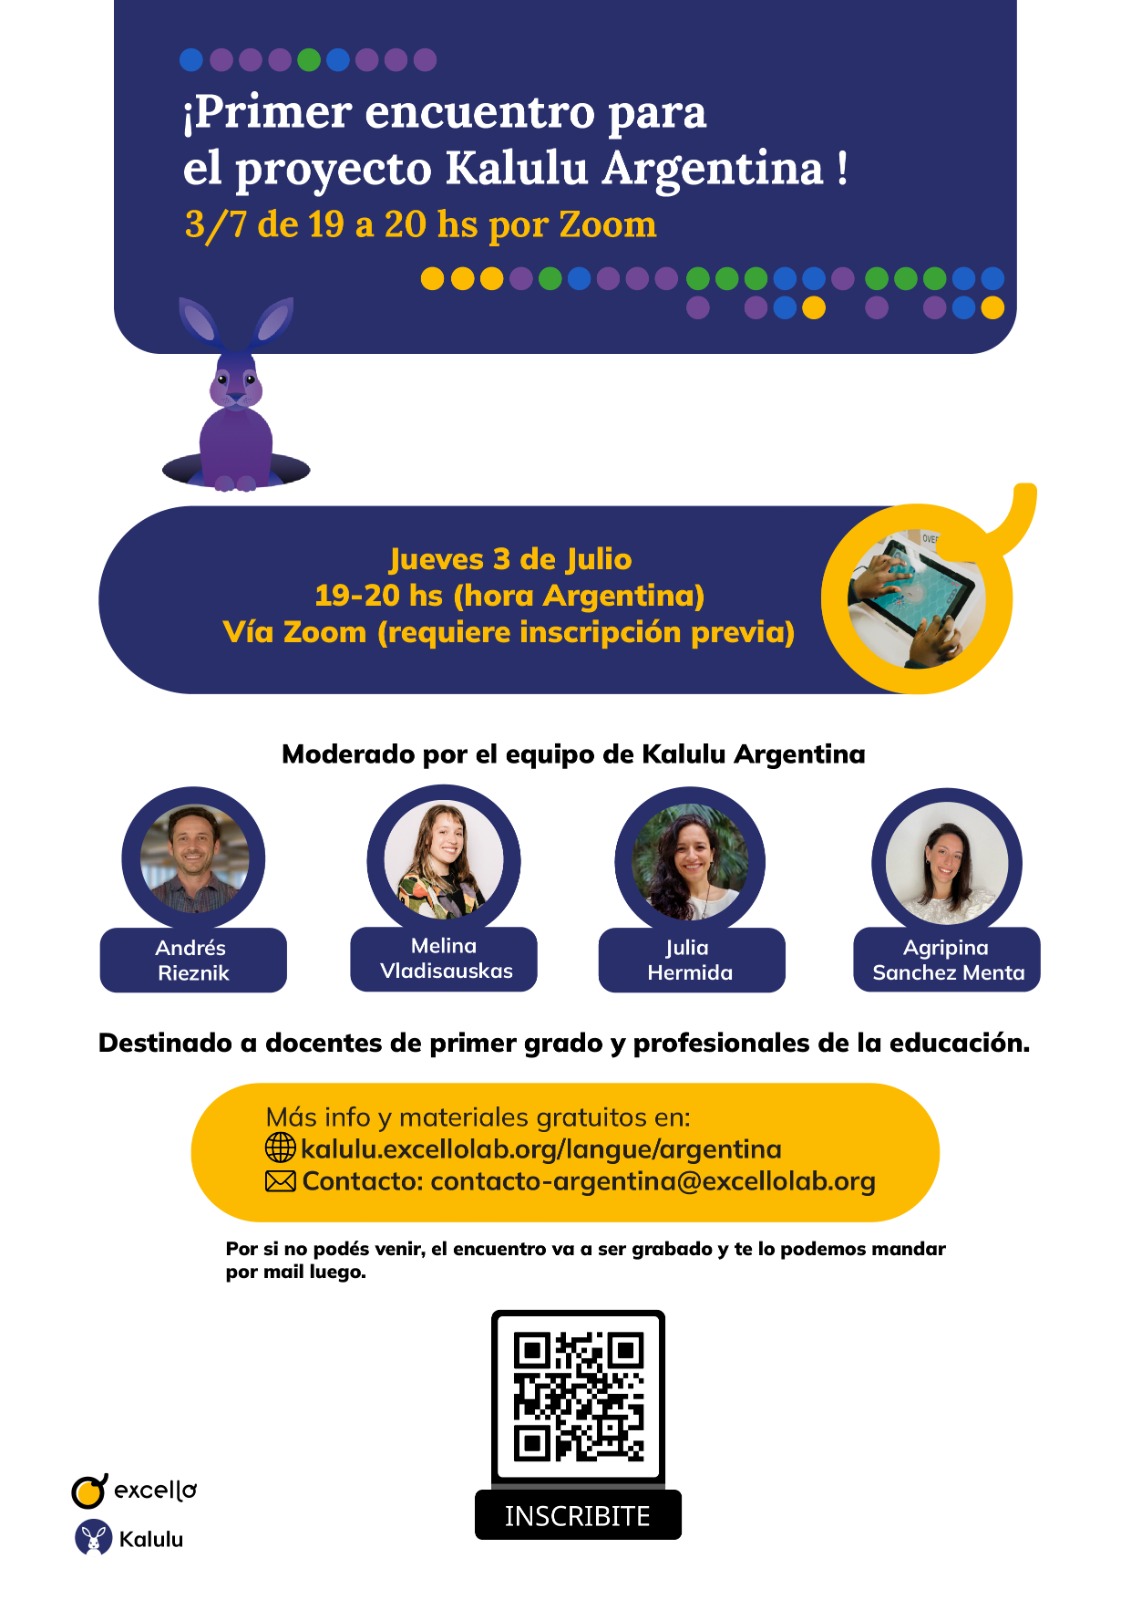 ¡Primer encuentro para
el proyecto Kalulu Argentina !
3/7 de 19 a 20 hs por Zoom
OVER
Jueves 3 de Julio
19-20 hs (hora Argentina)
Vía Zoom (requiere inscripción previa)
Moderado por el equipo de Kalulu Argentina
Andrés
Rieznik
Melina
Vladisauskas
Julia
Hermida
Agripina
Sanchez Menta
Destinado a docentes de primer grado y profesionales de la educación.
Más info y materiales gratuitos en:
kalulu.excellolab.org/langue/argentina
Contacto: contacto-argentina@excellolab.org
Por si no podés venir, el encuentro va a ser grabado y te lo podemos mandar
por mail luego.
INSCRIBITE
excello
Kalulu